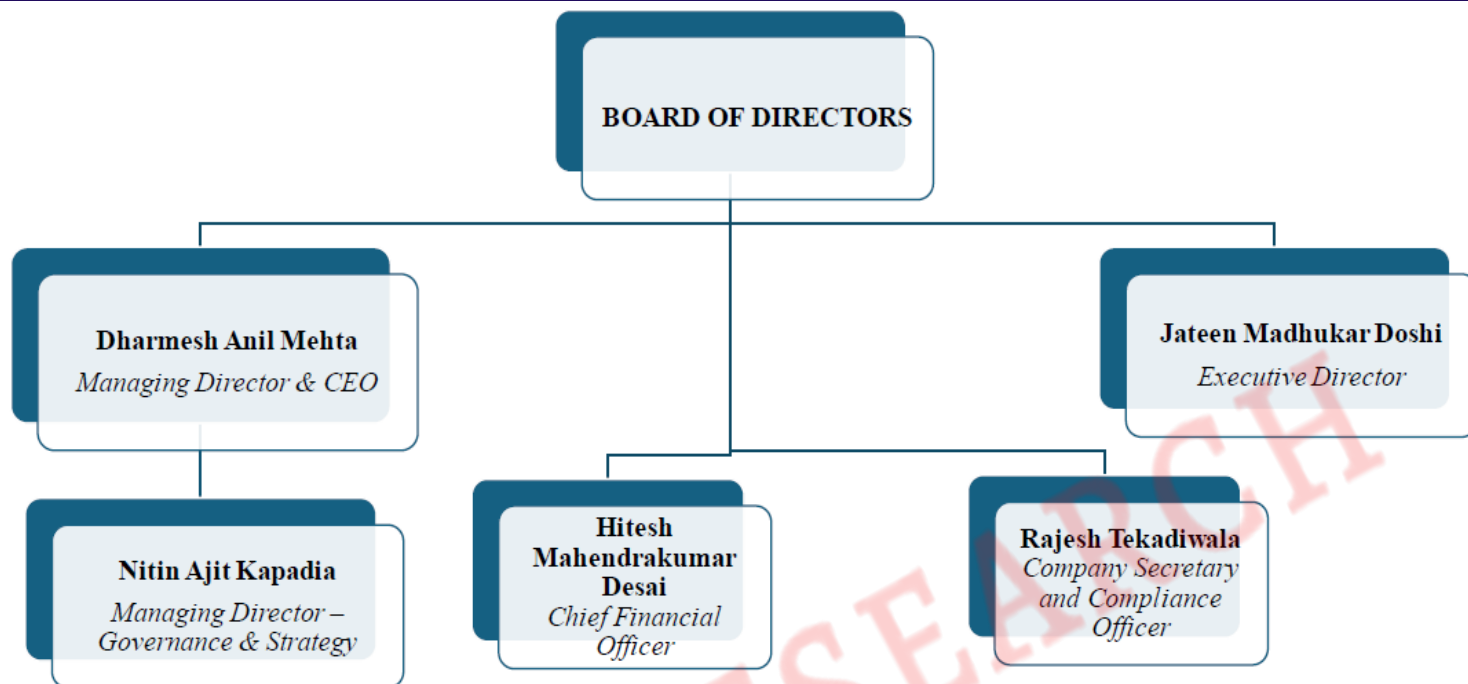 BOARD OF DIRECTORS
Dharmesh Anil Mehta
Managing Director & CEO
Jateen Madhukar Doshi
Executive Director
Nitin Ajit Kapadia
Managing Director –
Governance & Strategy
Hitesh
Mahendrakumar
Desai
Chief Financial
Officer
Rajesh Tekadiwala
Company Secretary
and Compliance
Officer
SEARCH